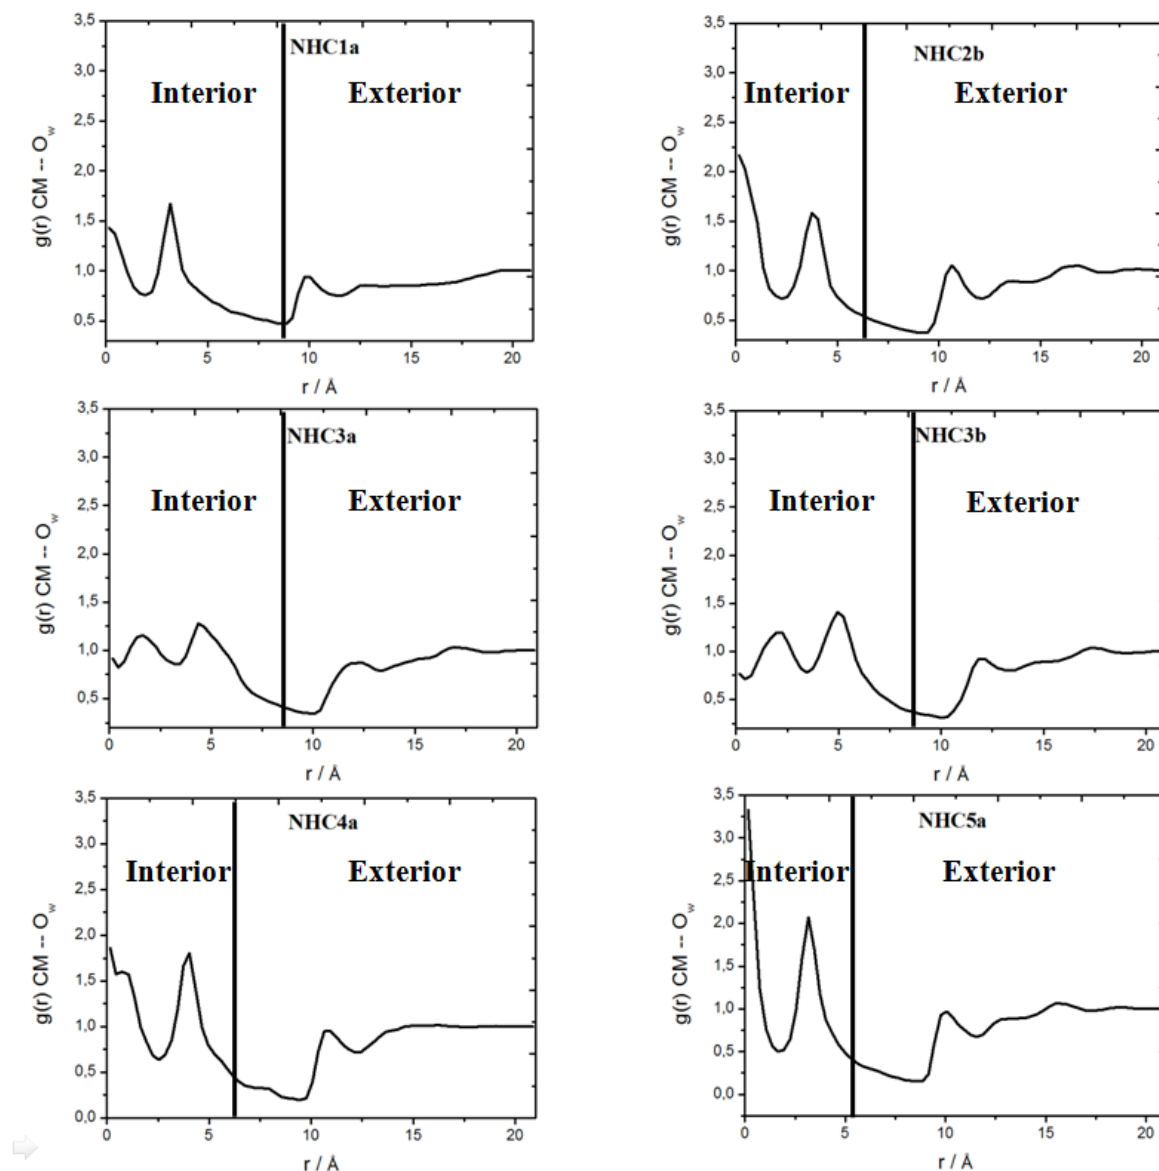 3,5
3,0
2,5
2,0
1,5
1,0
0,5
g(r) CM -- Ow
NHC1a
Interior
Exterior
0 5 10 15 20
r / Å
3,5
3,0
2,5
2,0
1,5
1,0
0,5
g(r) CM -- Ow
NHC2b
Interior
Exterior
0 5 10 15 20
r / Å
3,5
3,0
2,5
2,0
1,5
1,0
0,5
g(r) CM -- Ow
NHC3a
Interior
Exterior
0 5 10 15 20
r / Å
3,5
3,0
2,5
2,0
1,5
1,0
0,5
g(r) CM -- Ow
NHC3b
Interior
Exterior
0 5 10 15 20
r / Å
3,5
3,0
2,5
2,0
1,5
1,0
0,5
0,0
g(r) CM -- Ow
NHC4a
Interior
Exterior
0 5 10 15 20
r / Å
3,5
3,0
2,5
2,0
1,5
1,0
0,5
0,0
g(r) CM -- Ow
NHC5a
Interior
Exterior
0 5 10 15 20
r / Å